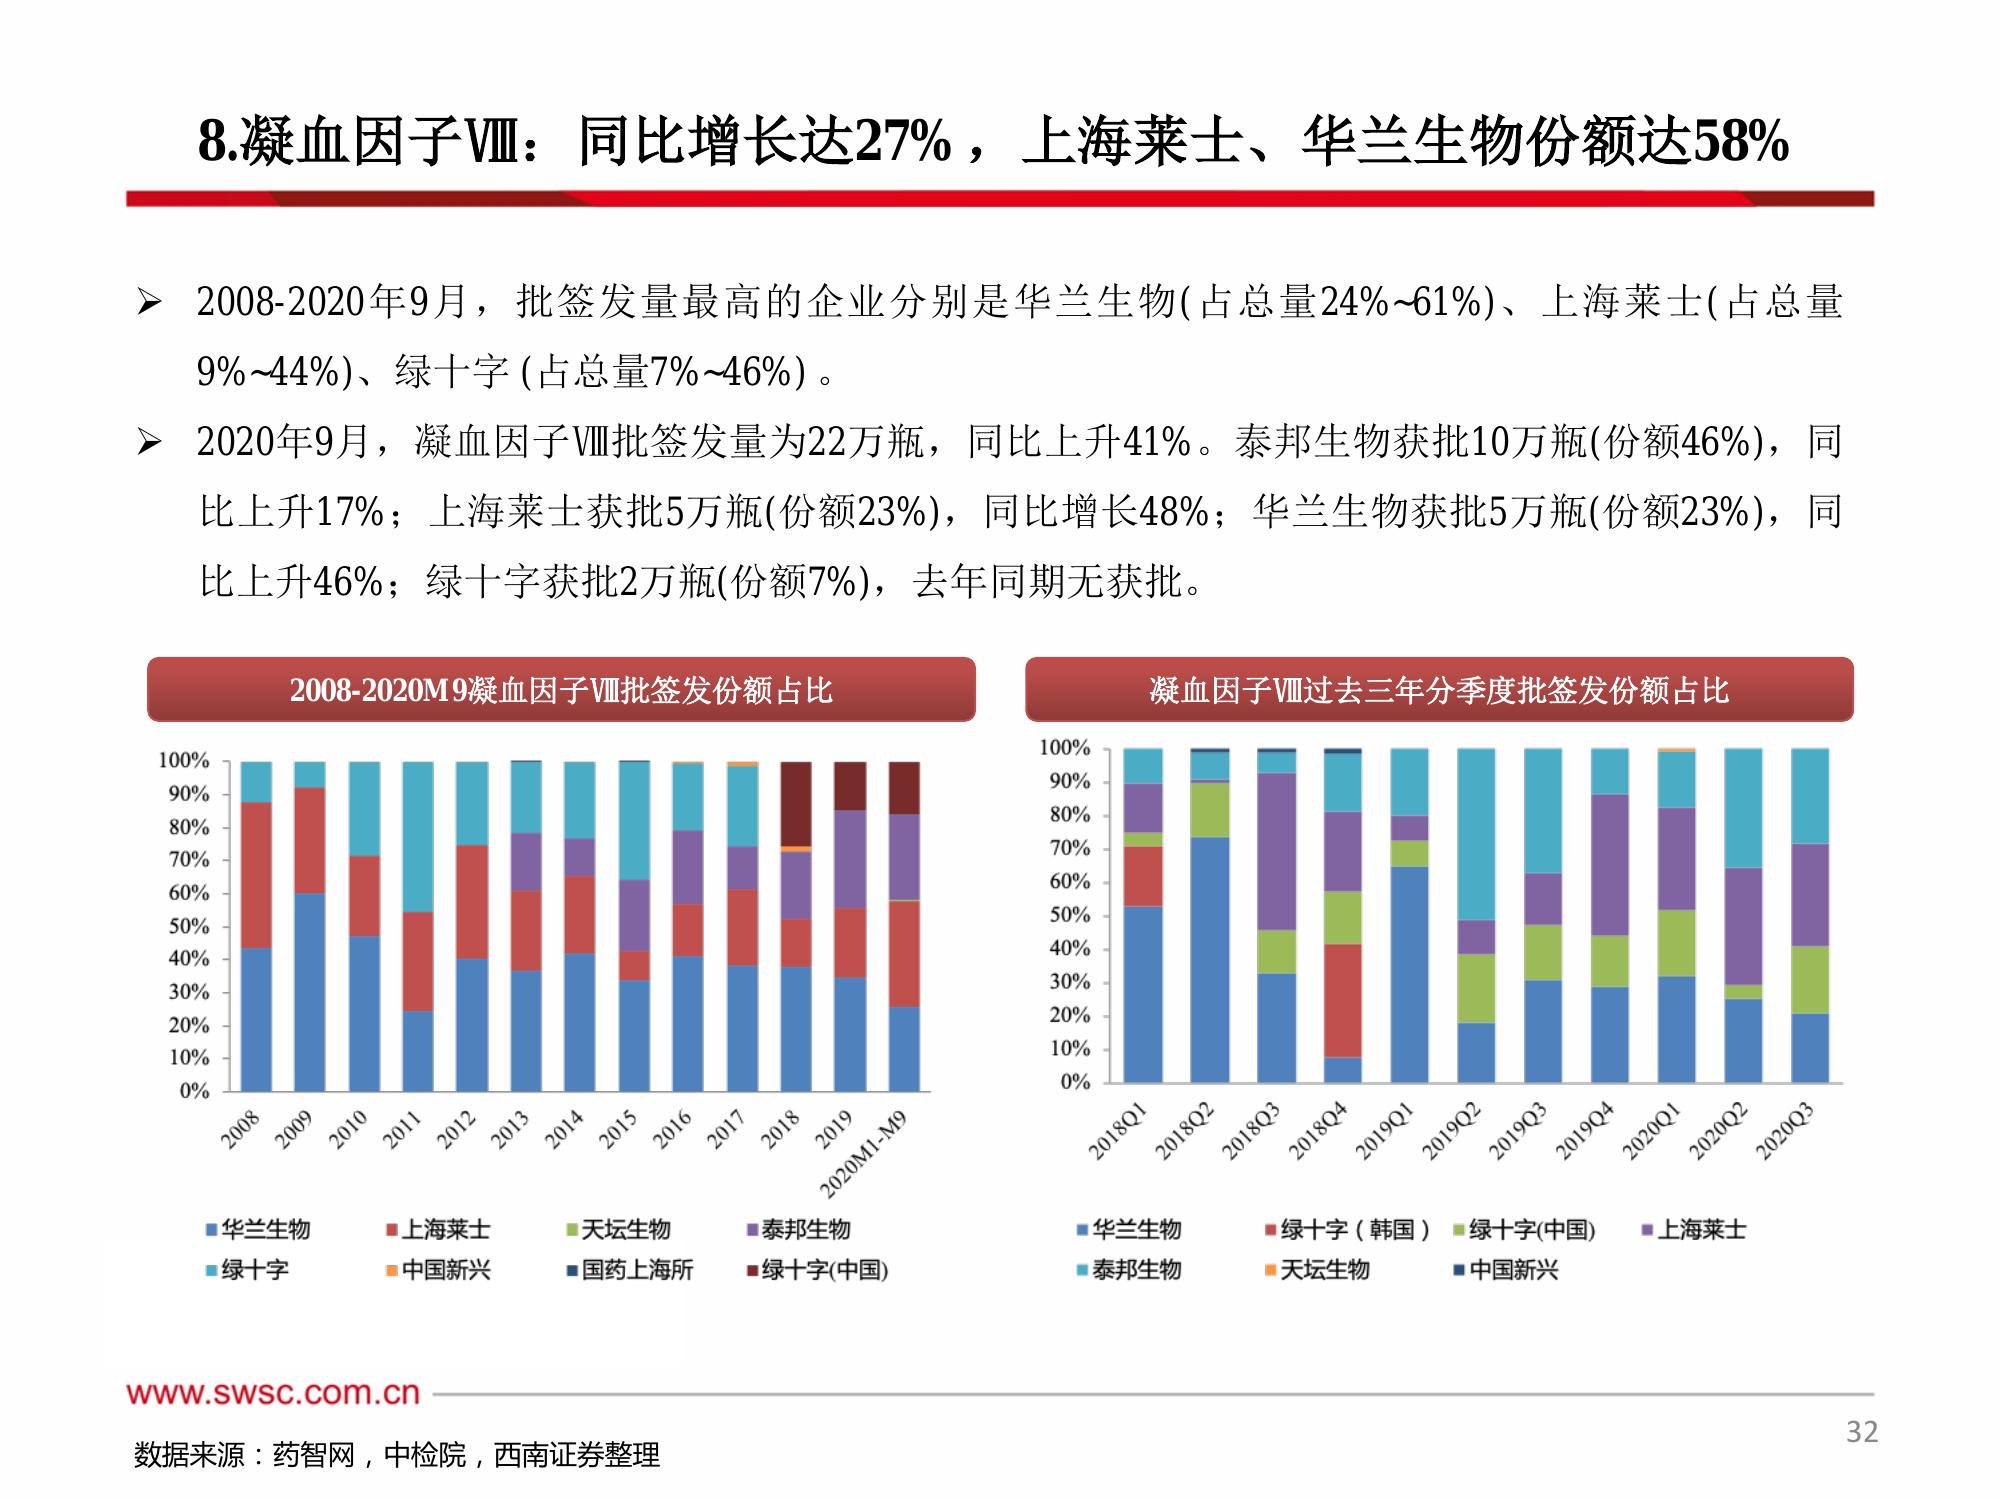 8.凝血因子Ⅷ：同比增长达27%，上海莱士、华兰生物份额达58%
➢ 2008-2020年9月，批签发量最高的企业分别是华兰生物(占总量24%~61%)、上海莱士(占总量
9%~44%)、绿十字 (占总量7%~46%) 。
➢ 2020年9月，凝血因子Ⅷ批签发量为22万瓶，同比上升41%。泰邦生物获批10万瓶(份额46%)，同
比上升17%；上海莱士获批5万瓶(份额23%)，同比增长48%；华兰生物获批5万瓶(份额23%)，同
比上升46%；绿十字获批2万瓶(份额7%)，去年同期无获批。
2008-2020M9凝血因子Ⅷ批签发份额占比
100%
90%
80%
70%
60%
50%
40%
30%
20%
10%
0%
2008 2009 2010 2011 2012 2013 2014 2015 2016 2017 2018 2019 2020M1-M9
华兰生物 上海莱士 天坛生物 泰邦生物
绿十字 中国新兴 国药上海所 绿十字(中国)
凝血因子Ⅷ过去三年分季度批签发份额占比
100%
90%
80%
70%
60%
50%
40%
30%
20%
10%
0%
2018Q1 2018Q2 2018Q3 2018Q4 2019Q1 2019Q2 2019Q3 2019Q4 2020Q1 2020Q2 2020Q3
华兰生物 绿十字（韩国） 绿十字(中国) 上海莱士
泰邦生物 天坛生物 中国新兴
www.swsc.com.cn
32
数据来源：药智网，中检院，西南证券整理